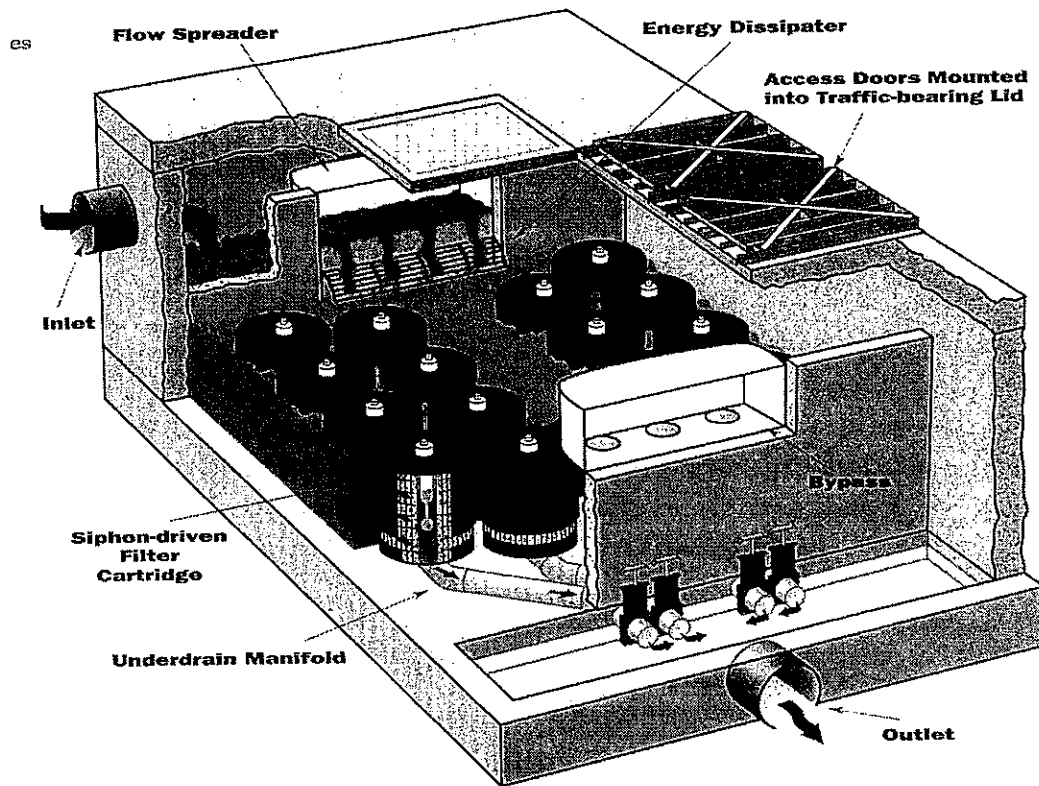 es
Flow Spreader
Energy Dissipater
Access Doors Mounted
into Traffic-bearing Lid
Inlet
Bypass
Siphon-driven
Filter
Cartridge
Underdrain Manifold
Outlet